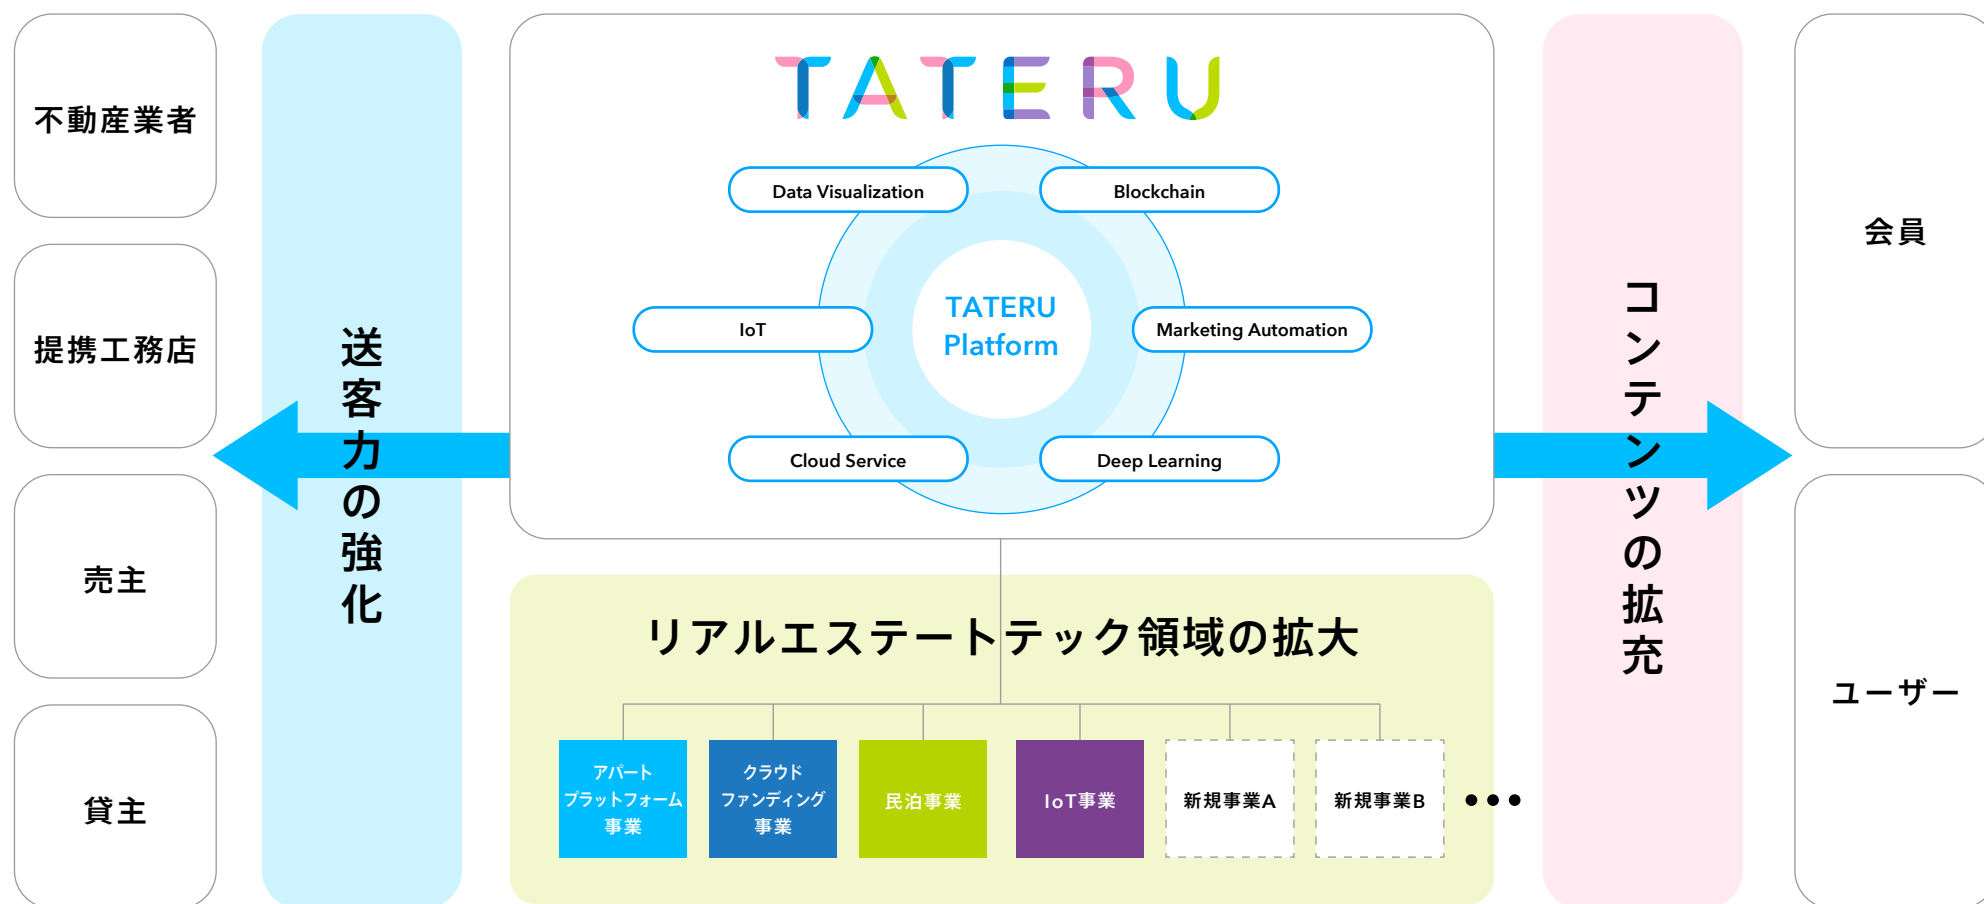 不動産業者
提携工務店
売主
貸主
送客力の強化
TATERU
Data Visualization
Blockchain
IoT
TATERU
Platform
Marketing Automation
Cloud Service
Deep Learning
リアルエステートテック領域の拡大
アパート
プラットフォーム
事業
クラウド
ファンディング
事業
民泊事業
IoT事業
新規事業A
新規事業B
•••
コンテンツの拡充
会員
ユーザー